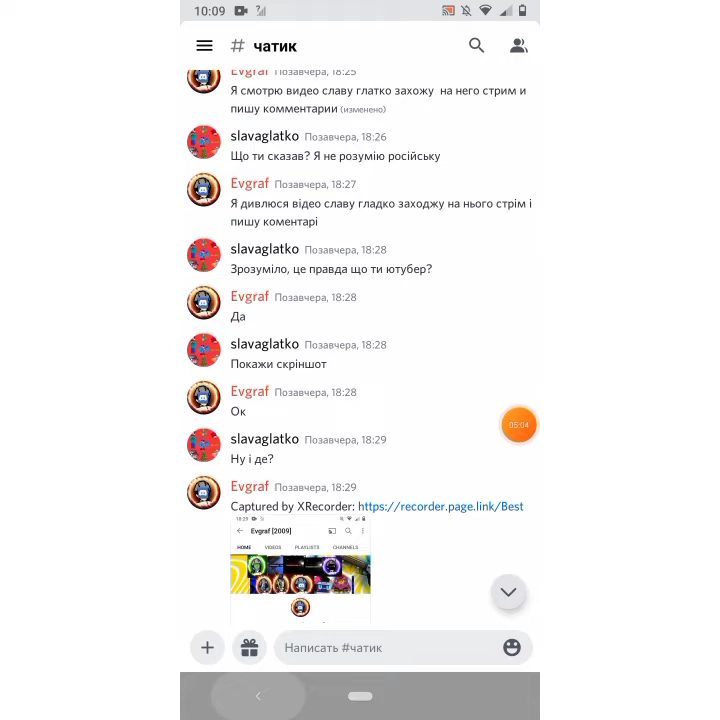 10:09
# чатик
Evgraf Позавчера, 18:25
Я смотрю видео славу глатко захожу на него стрим и
пишу комментарии (изменено)
slavaglatko Позавчера, 18:26
Що ти сказав? Я не розумію російську
Evgraf Позавчера, 18:27
Я дивлюся відео славу гладко заходжу на нього стрім і
пишу коментарі
slavaglatko Позавчера, 18:28
Зрозуміло, це правда що ти ютубер?
Evgraf Позавчера, 18:28
Да
slavaglatko Позавчера, 18:28
Покажи скріншот
Evgraf Позавчера, 18:28
Ок
05:04
slavaglatko Позавчера, 18:29
Ну і де?
Evgraf Позавчера, 18:29
Captured by XRecorder: https://recorder.page.link/Best
18:29
Evgraf [2009]
HOME VIDEOS PLAYLISTS CHANNELS
Написать #чатик